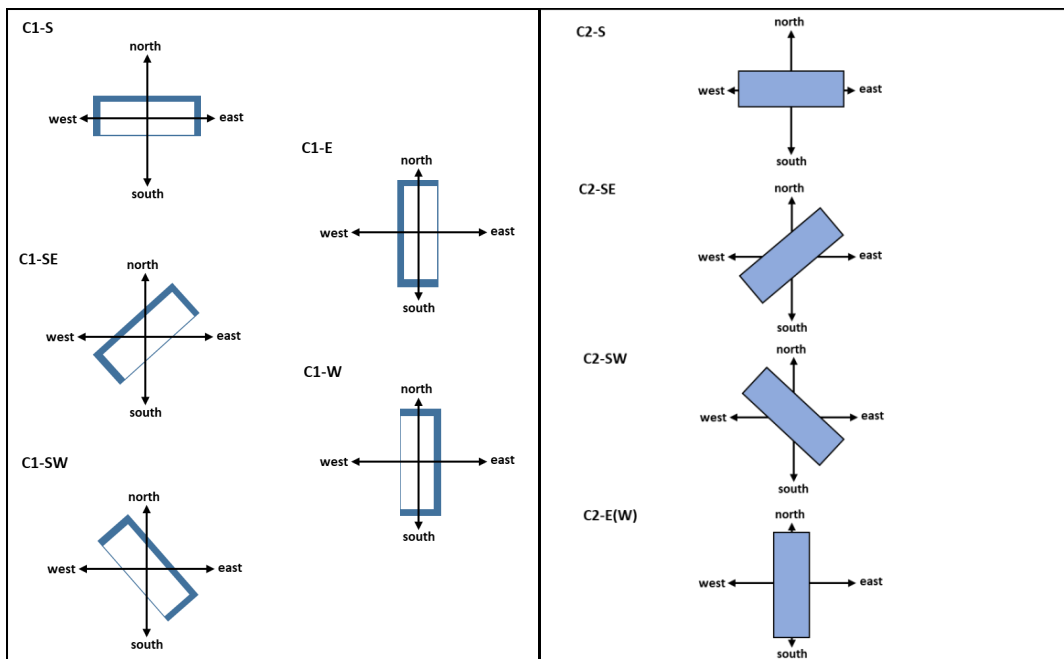 C1-S
north
west
east
south
C1-E
north
west
east
south
C1-SE
north
west
east
south
C1-W
north
west
east
south
C1-SW
north
west
east
south
C2-S
north
west
east
south
C2-SE
north
west
east
south
C2-SW
north
west
east
south
C2-E(W)
north
west
east
south